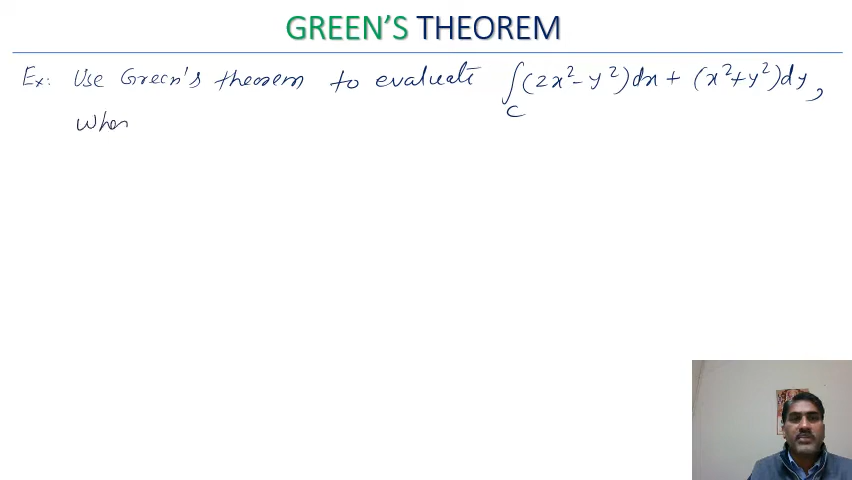 GREEN'S THEOREM
Ex: Use Green's theorem to evaluate ∫_C (2x² - y²)dx + (x² + y²)dy,
wher